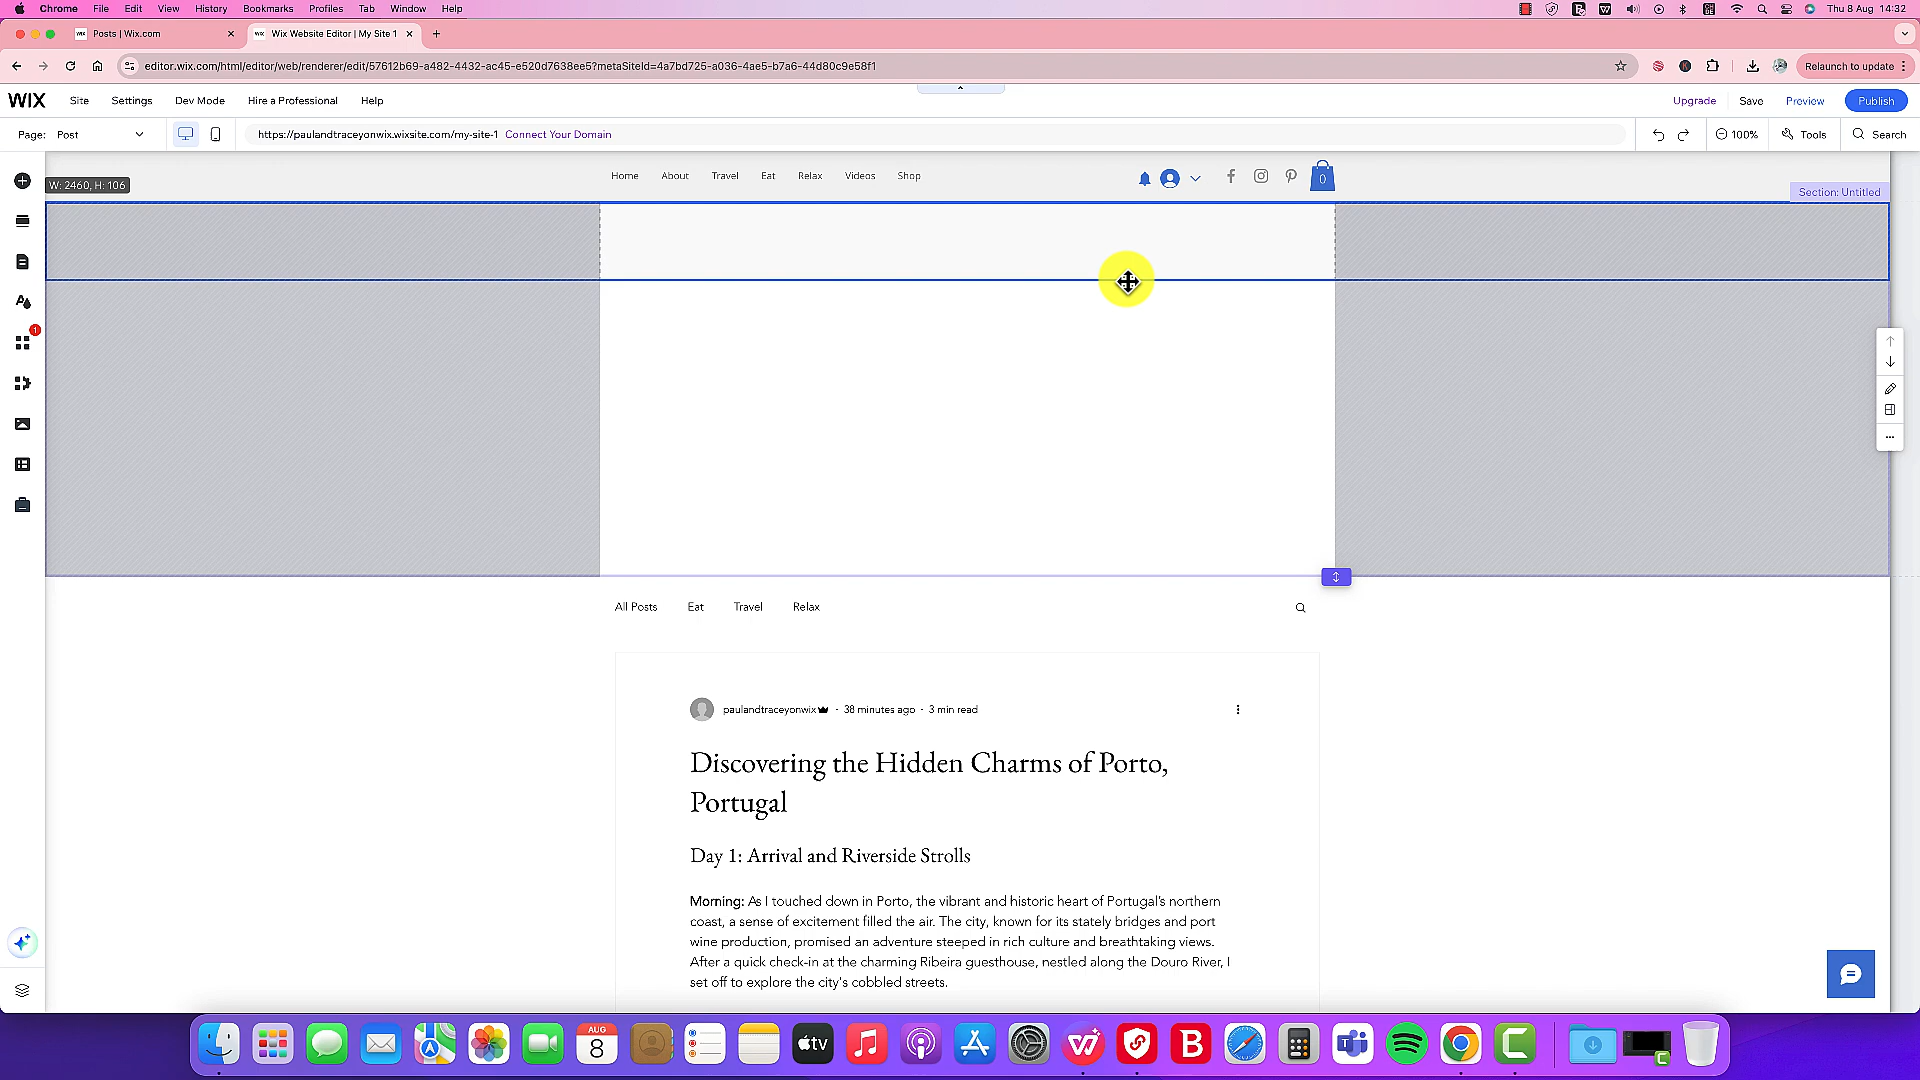 Chrome File Edit View History Bookmarks Profiles Tab Window Help Thu 8 Aug 14:32
Posts | Wix.com Wix Website Editor | My Site 1
editor.wix.com/html/editor/web/renderer/edit/57612b69-a482-4432-ac45-e520d7638ee5?metaSiteId=4a7bd725-a036-4ae5-b7a6-44d80c9e58f1 Relaunch to update
WIX Site Settings Dev Mode Hire a Professional Help Upgrade Save Preview Publish
Page: Post https://paulandtraceyonwix.wixsite.com/my-site-1 Connect Your Domain 100% Tools Search
Home About Travel Eat Relax Videos Shop 0
W: 2460, H: 106
Section: Untitled
1
All Posts Eat Travel Relax
paulandtraceyonwix · 38 minutes ago · 3 min read
Discovering the Hidden Charms of Porto,
Portugal
Day 1: Arrival and Riverside Strolls
Morning: As I touched down in Porto, the vibrant and historic heart of Portugal's northern
coast, a sense of excitement filled the air. The city, known for its stately bridges and port
wine production, promised an adventure steeped in rich culture and breathtaking views.
After a quick check-in at the charming Ribeira guesthouse, nestled along the Douro River, I
set off to explore the city's cobbled streets.
AUG
8
tv